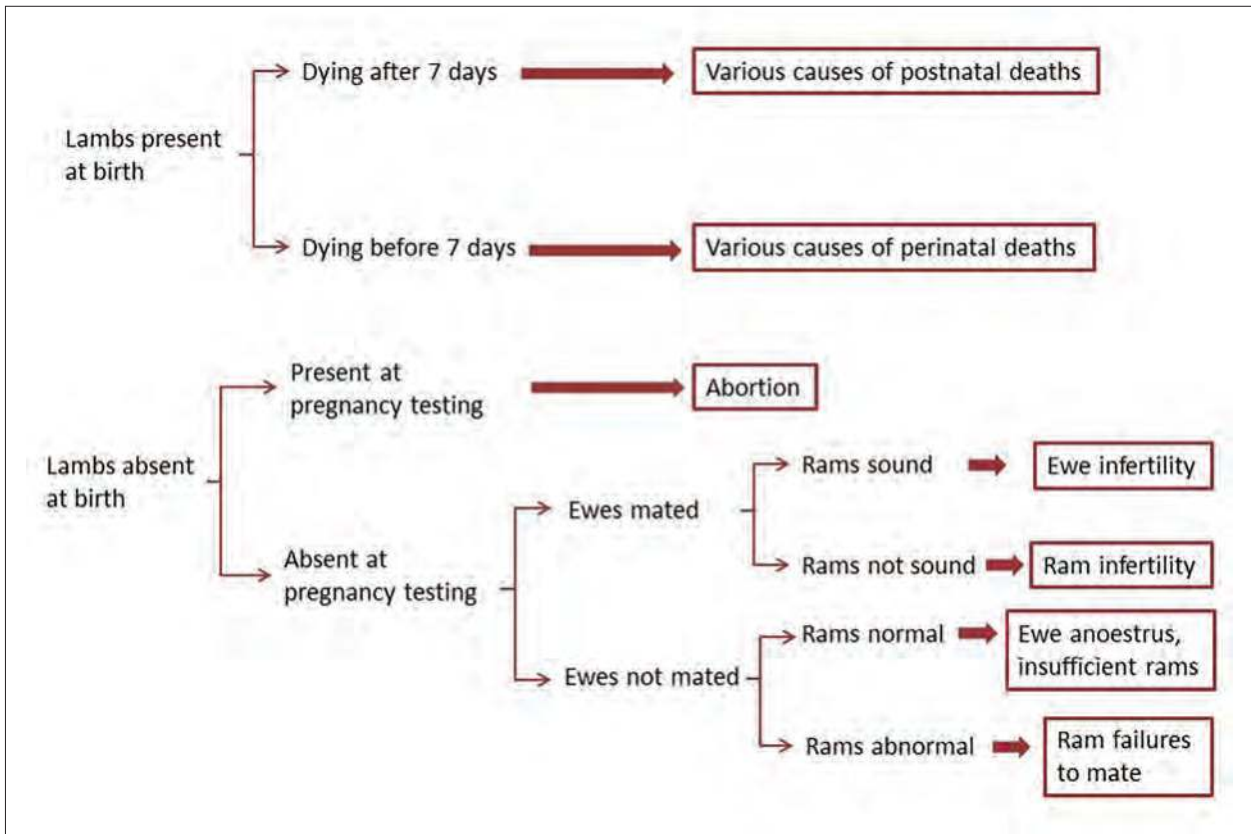 Dying after 7 days
Various causes of postnatal deaths
Lambs present
at birth
Dying before 7 days
Various causes of perinatal deaths
Present at
pregnancy testing
Abortion
Lambs absent
at birth
Absent at
pregnancy testing
Ewes mated
Rams sound
Ewe infertility
Rams not sound
Ram infertility
Ewes not mated
Rams normal
Ewe anoestrus,
insufficient rams
Rams abnormal
Ram failures
to mate